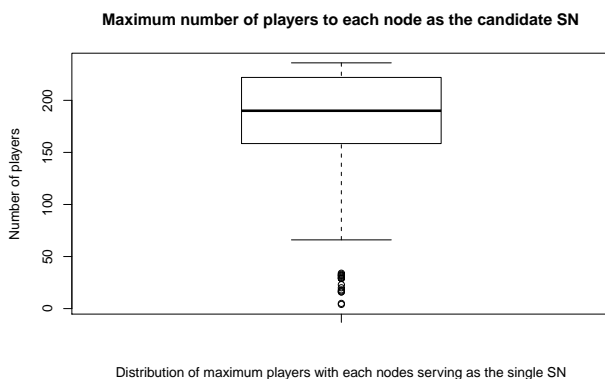 Maximum number of players to each node as the candidate SN
Number of players
200
150
100
50
0
Distribution of maximum players with each nodes serving as the single SN